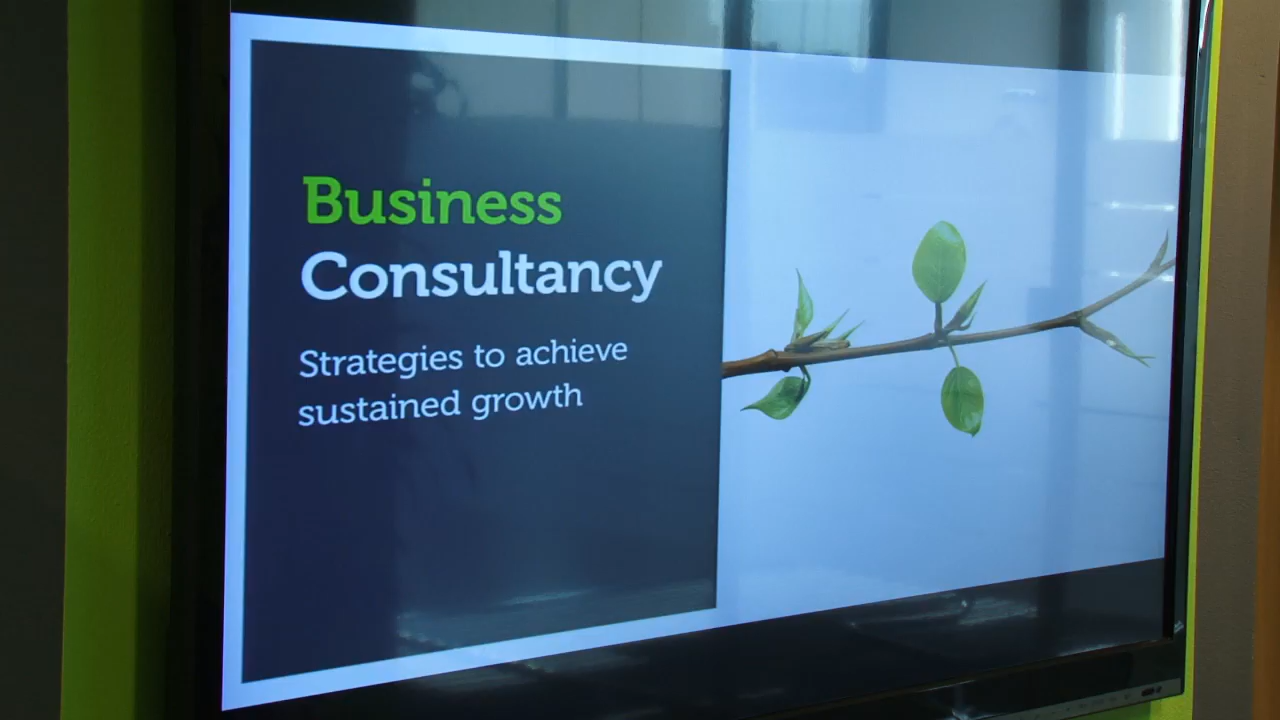 Business
Consultancy
Strategies to achieve
sustained growth